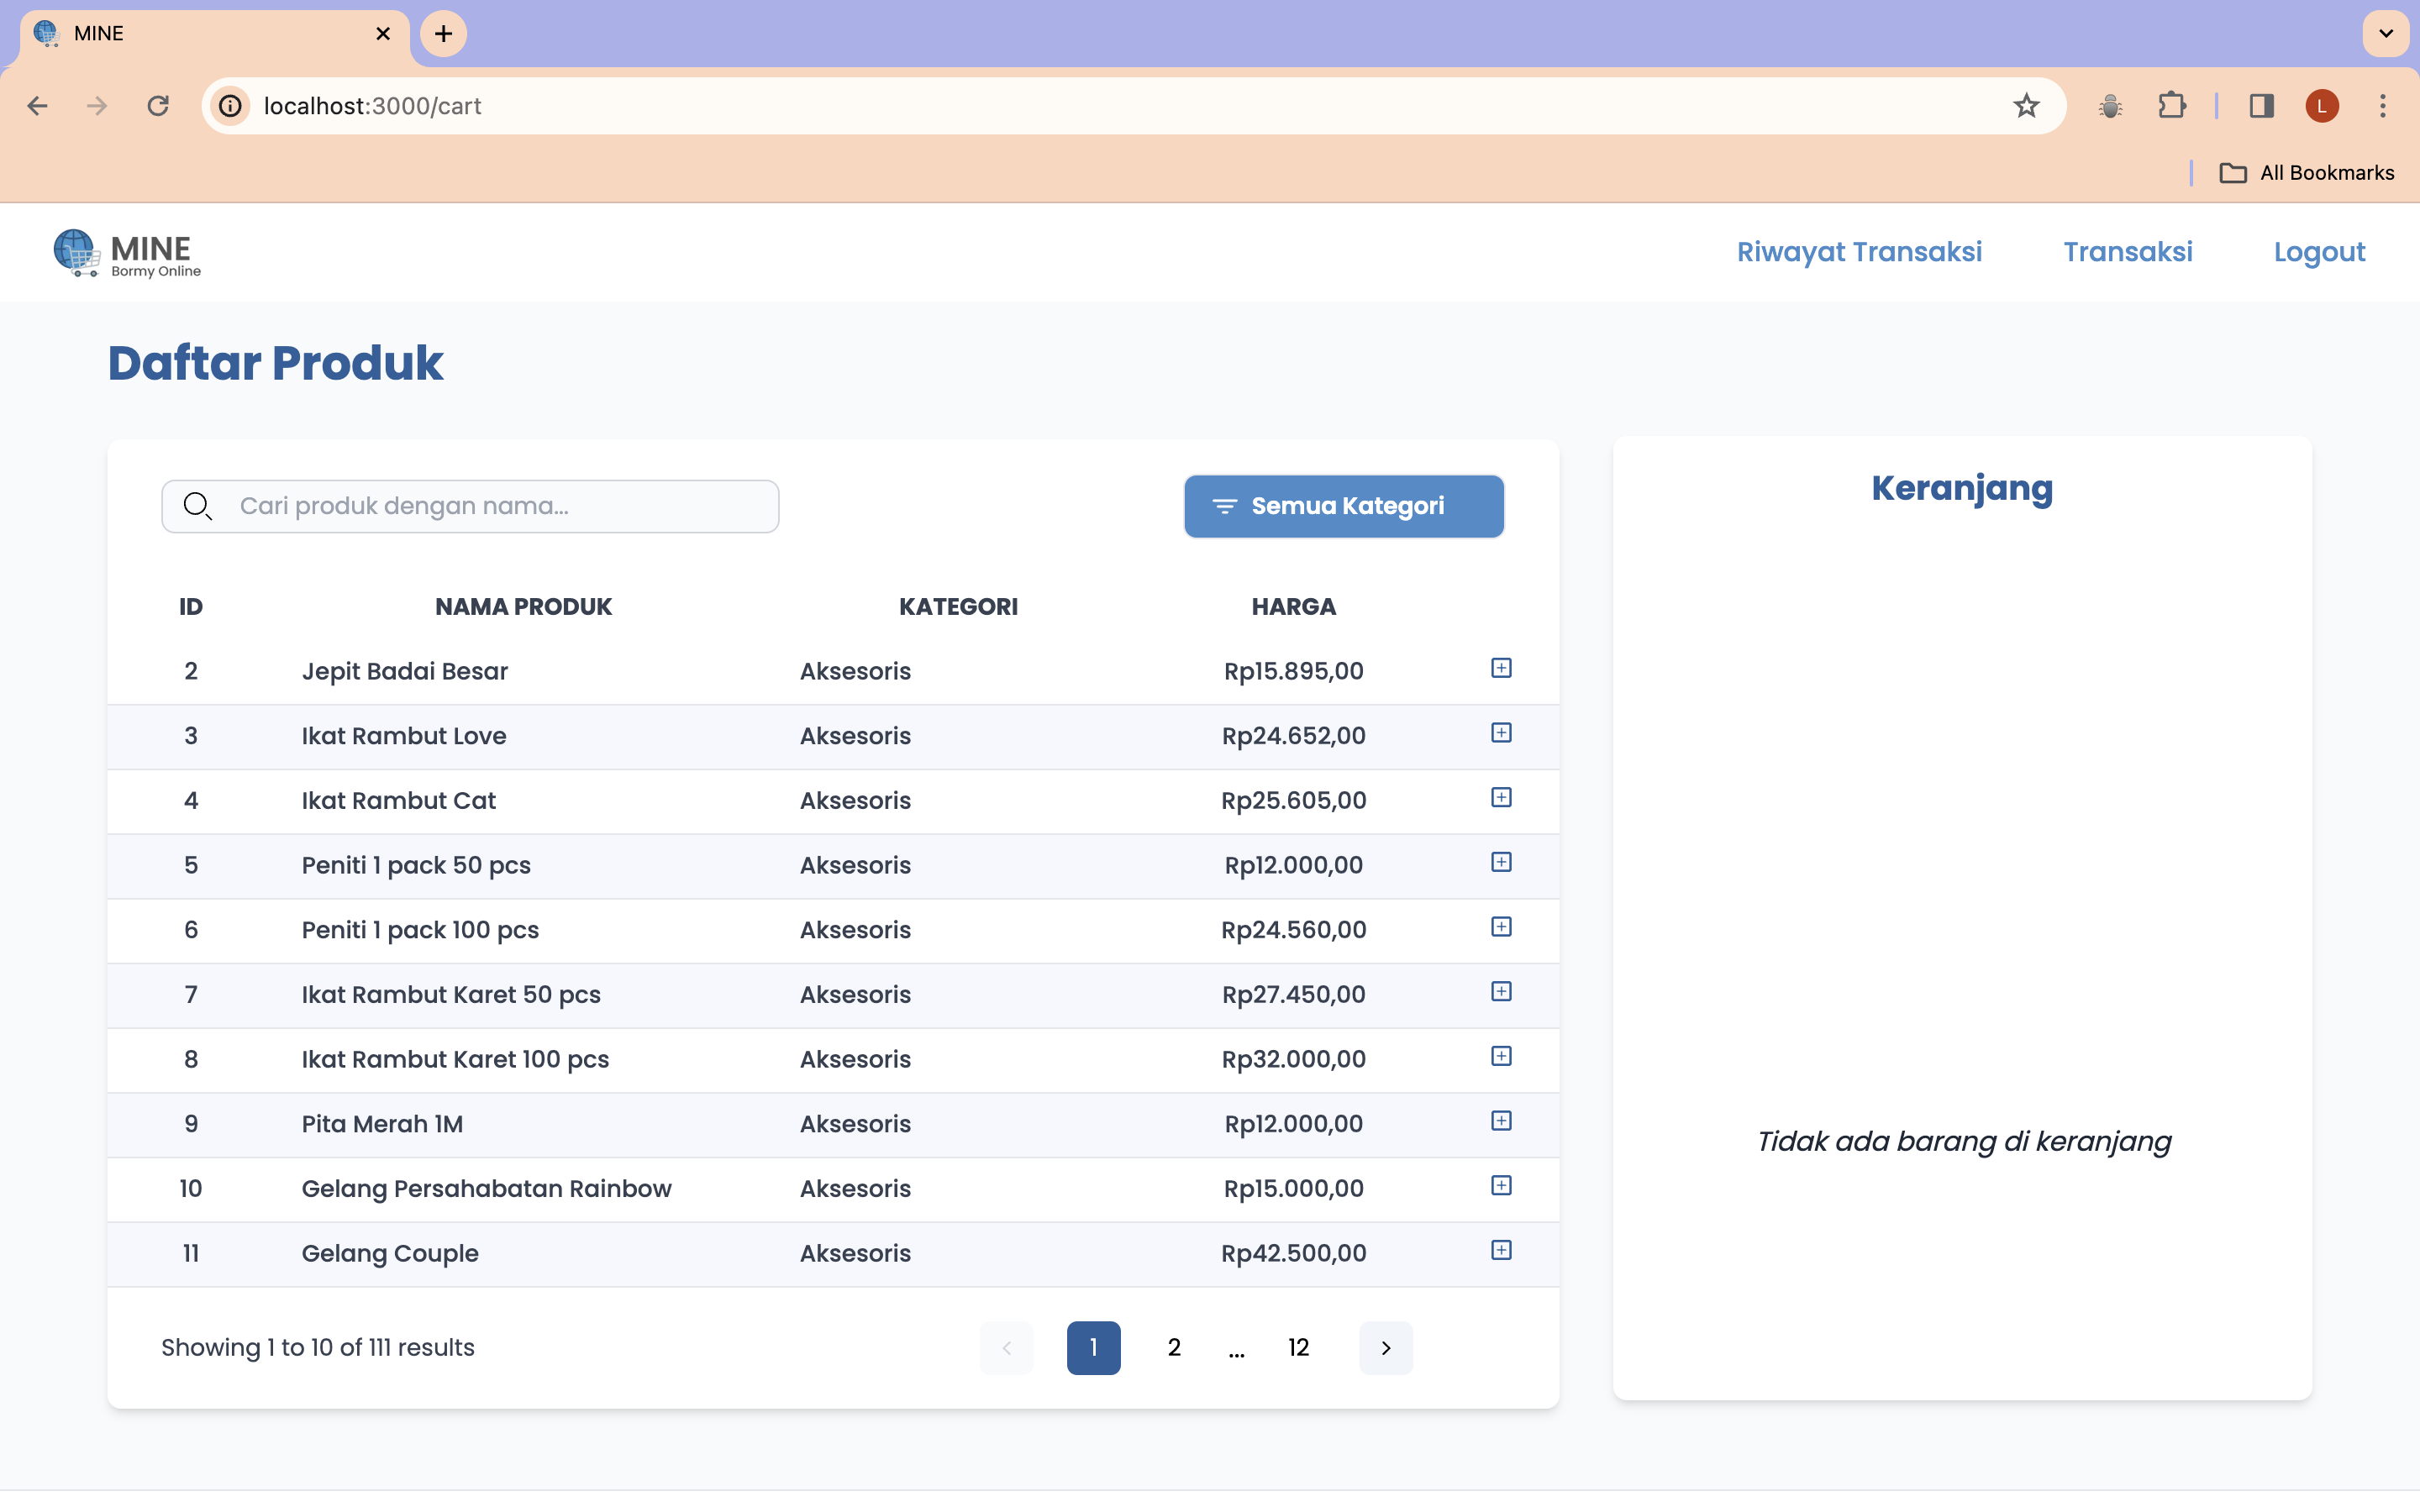 MINE
localhost:3000/cart
L
All Bookmarks
MINE
Bormy Online
Riwayat Transaksi
Transaksi
Logout
Daftar Produk
Cari produk dengan nama...
Semua Kategori
ID NAMA PRODUK KATEGORI HARGA
2 Jepit Badai Besar Aksesoris Rp15.895,00
3 Ikat Rambut Love Aksesoris Rp24.652,00
4 Ikat Rambut Cat Aksesoris Rp25.605,00
5 Peniti 1 pack 50 pcs Aksesoris Rp12.000,00
6 Peniti 1 pack 100 pcs Aksesoris Rp24.560,00
7 Ikat Rambut Karet 50 pcs Aksesoris Rp27.450,00
8 Ikat Rambut Karet 100 pcs Aksesoris Rp32.000,00
9 Pita Merah 1M Aksesoris Rp12.000,00
10 Gelang Persahabatan Rainbow Aksesoris Rp15.000,00
11 Gelang Couple Aksesoris Rp42.500,00
Showing 1 to 10 of 111 results
1 2 ... 12
Keranjang
Tidak ada barang di keranjang